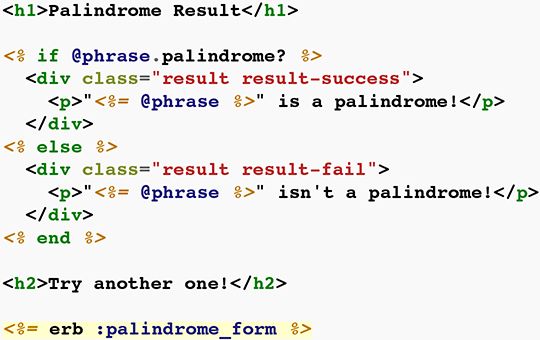 <h1>Palindrome Result</h1>
<% if @phrase.palindrome? %>
<div class="result result-success">
<p>"<%= @phrase %>" is a palindrome!</p>
</div>
<% else %>
<div class="result result-fail">
<p>"<%= @phrase %>" isn't a palindrome!</p>
</div>
<% end %>
<h2>Try another one!</h2>
<%= erb :palindrome_form %>